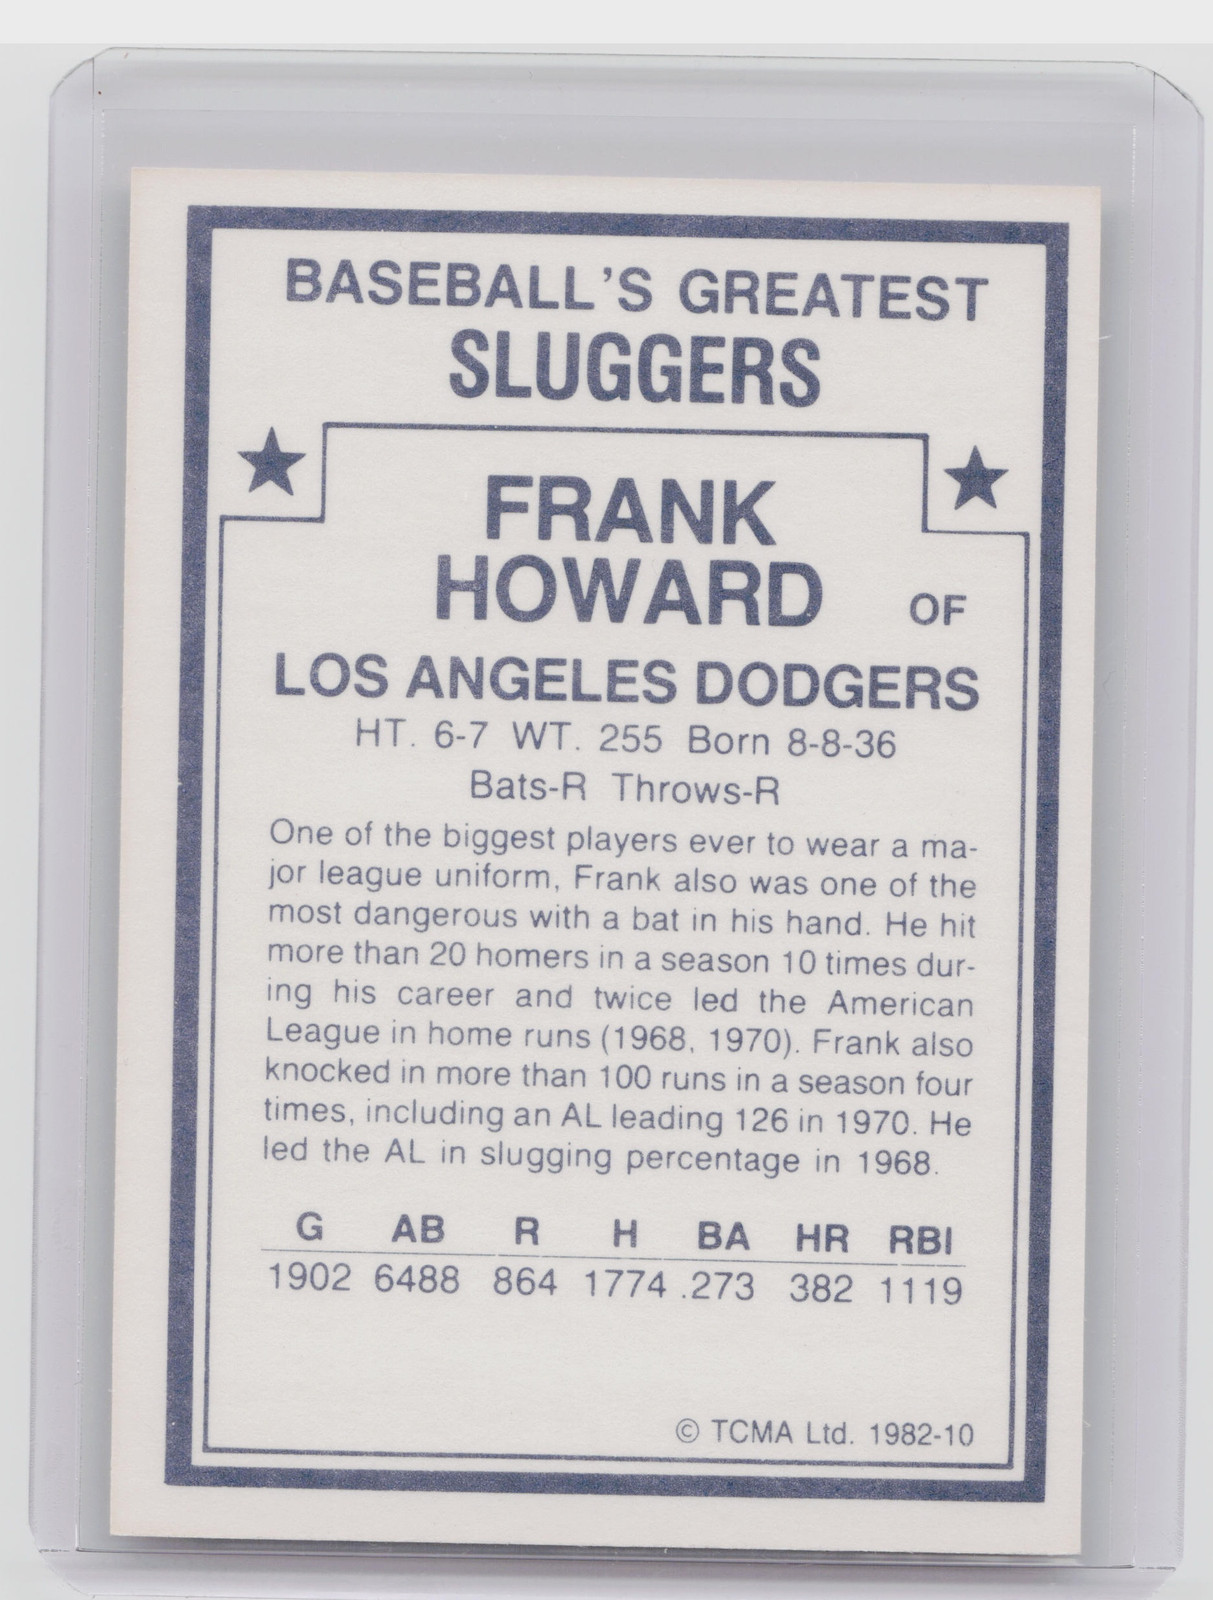 BASEBALL'S GREATEST
SLUGGERS
FRANK
HOWARD OF
LOS ANGELES DODGERS
HT. 6-7 WT. 255 Born 8-8-36
Bats-R Throws-R
One of the biggest players ever to wear a ma-
jor league uniform, Frank also was one of the
most dangerous with a bat in his hand. He hit
more than 20 homers in a season 10 times dur-
ing his career and twice led the American
League in home runs (1968, 1970). Frank also
knocked in more than 100 runs in a season four
times, including an AL leading 126 in 1970. He
led the AL in slugging percentage in 1968.
G AB R H BA HR RBI
1902 6488 864 1774 .273 382 1119
© TCMA Ltd. 1982-10